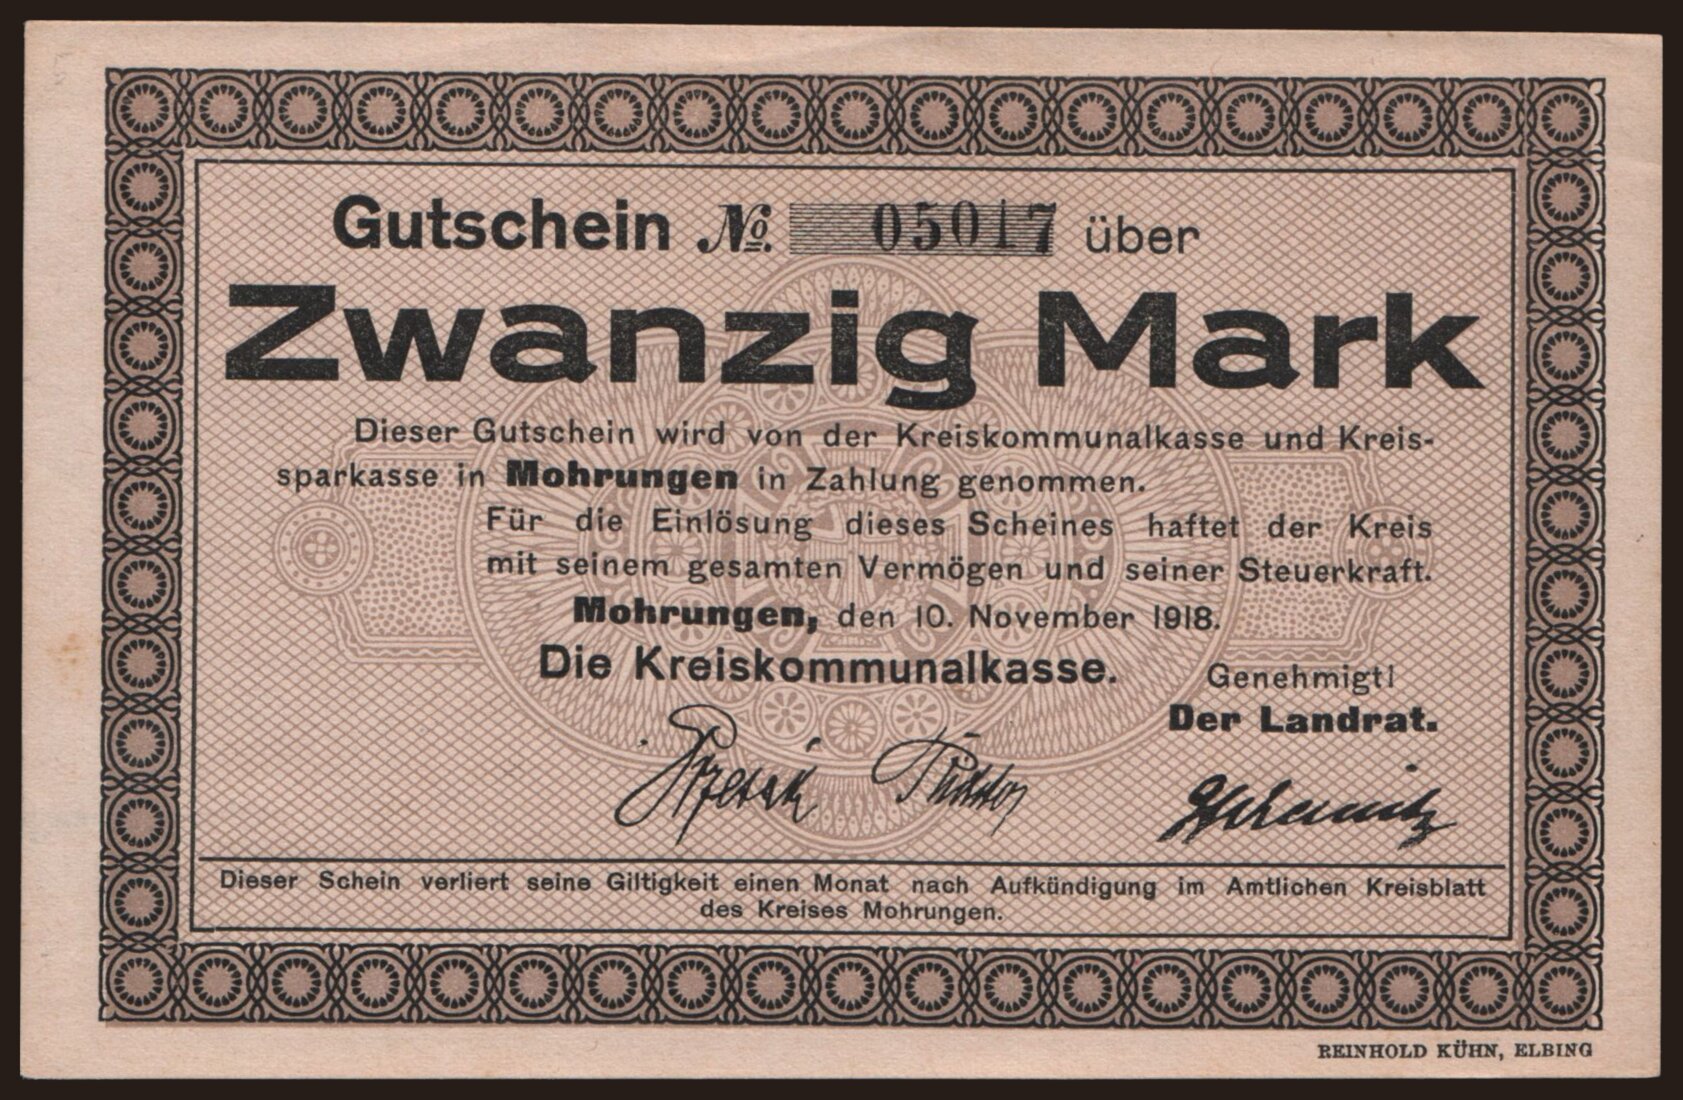 Gutschein No. 05017 über
Zwanzig Mark
Dieser Gutschein wird von der Kreiskommunalkasse und Kreis-
sparkasse in Mohrungen in Zahlung genommen.
Für die Einlösung dieses Scheines haftet der Kreis
mit seinem gesamten Vermögen und seiner Steuerkraft.
Mohrungen, den 10. November 1918.
Die Kreiskommunalkasse.
Genehmigt!
Der Landrat.
Dieser Schein verliert seine Giltigkeit einen Monat nach Aufkündigung im Amtlichen Kreisblatt
des Kreises Mohrungen.
REINHOLD KÜHN, ELBING